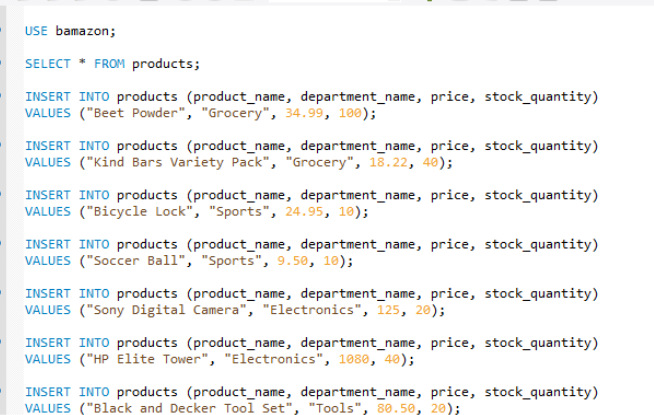 USE bamazon;
SELECT * FROM products;
INSERT INTO products (product_name, department_name, price, stock_quantity)
VALUES ("Beet Powder", "Grocery", 34.99, 100);
INSERT INTO products (product_name, department_name, price, stock_quantity)
VALUES ("Kind Bars Variety Pack", "Grocery", 18.22, 40);
INSERT INTO products (product_name, department_name, price, stock_quantity)
VALUES ("Bicycle Lock", "Sports", 24.95, 10);
INSERT INTO products (product_name, department_name, price, stock_quantity)
VALUES ("Soccer Ball", "Sports", 9.50, 10);
INSERT INTO products (product_name, department_name, price, stock_quantity)
VALUES ("Sony Digital Camera", "Electronics", 125, 20);
INSERT INTO products (product_name, department_name, price, stock_quantity)
VALUES ("HP Elite Tower", "Electronics", 1080, 40);
INSERT INTO products (product_name, department_name, price, stock_quantity)
VALUES ("Black and Decker Tool Set", "Tools", 80.50, 20);